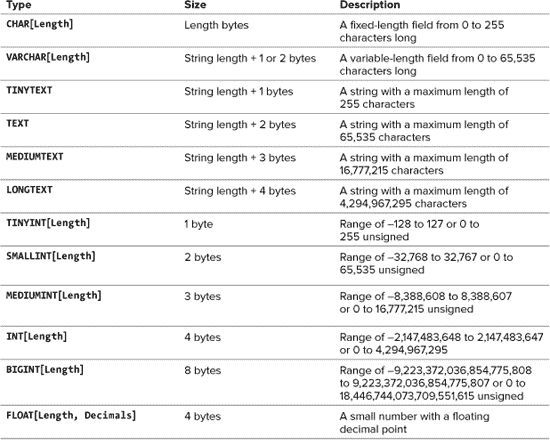 Type Size Description
CHAR[Length] Length bytes A fixed-length field from 0 to 255
characters long
VARCHAR[Length] String length + 1 or 2 bytes A variable-length field from 0 to 65,535
characters long
TINYTEXT String length + 1 bytes A string with a maximum length of
255 characters
TEXT String length + 2 bytes A string with a maximum length of
65,535 characters
MEDIUMTEXT String length + 3 bytes A string with a maximum length of
16,777,215 characters
LONGTEXT String length + 4 bytes A string with a maximum length of
4,294,967,295 characters
TINYINT[Length] 1 byte Range of –128 to 127 or 0 to
255 unsigned
SMALLINT[Length] 2 bytes Range of –32,768 to 32,767 or 0 to
65,535 unsigned
MEDIUMINT[Length] 3 bytes Range of –8,388,608 to 8,388,607
or 0 to 16,777,215 unsigned
INT[Length] 4 bytes Range of –2,147,483,648 to 2,147,483,647
or 0 to 4,294,967,295
BIGINT[Length] 8 bytes Range of –9,223,372,036,854,775,808
to 9,223,372,036,854,775,807 or 0 to
18,446,744,073,709,551,615 unsigned
FLOAT[Length, Decimals] 4 bytes A small number with a floating
decimal point